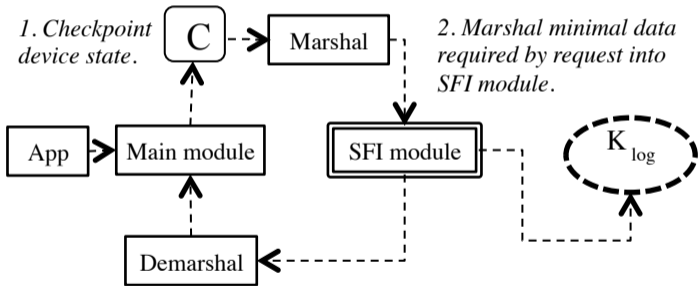 1. Checkpoint
device state.
C
Marshal
2. Marshal minimal data
required by request into
SFI module.
App
Main module
SFI module
K log
Demarshal